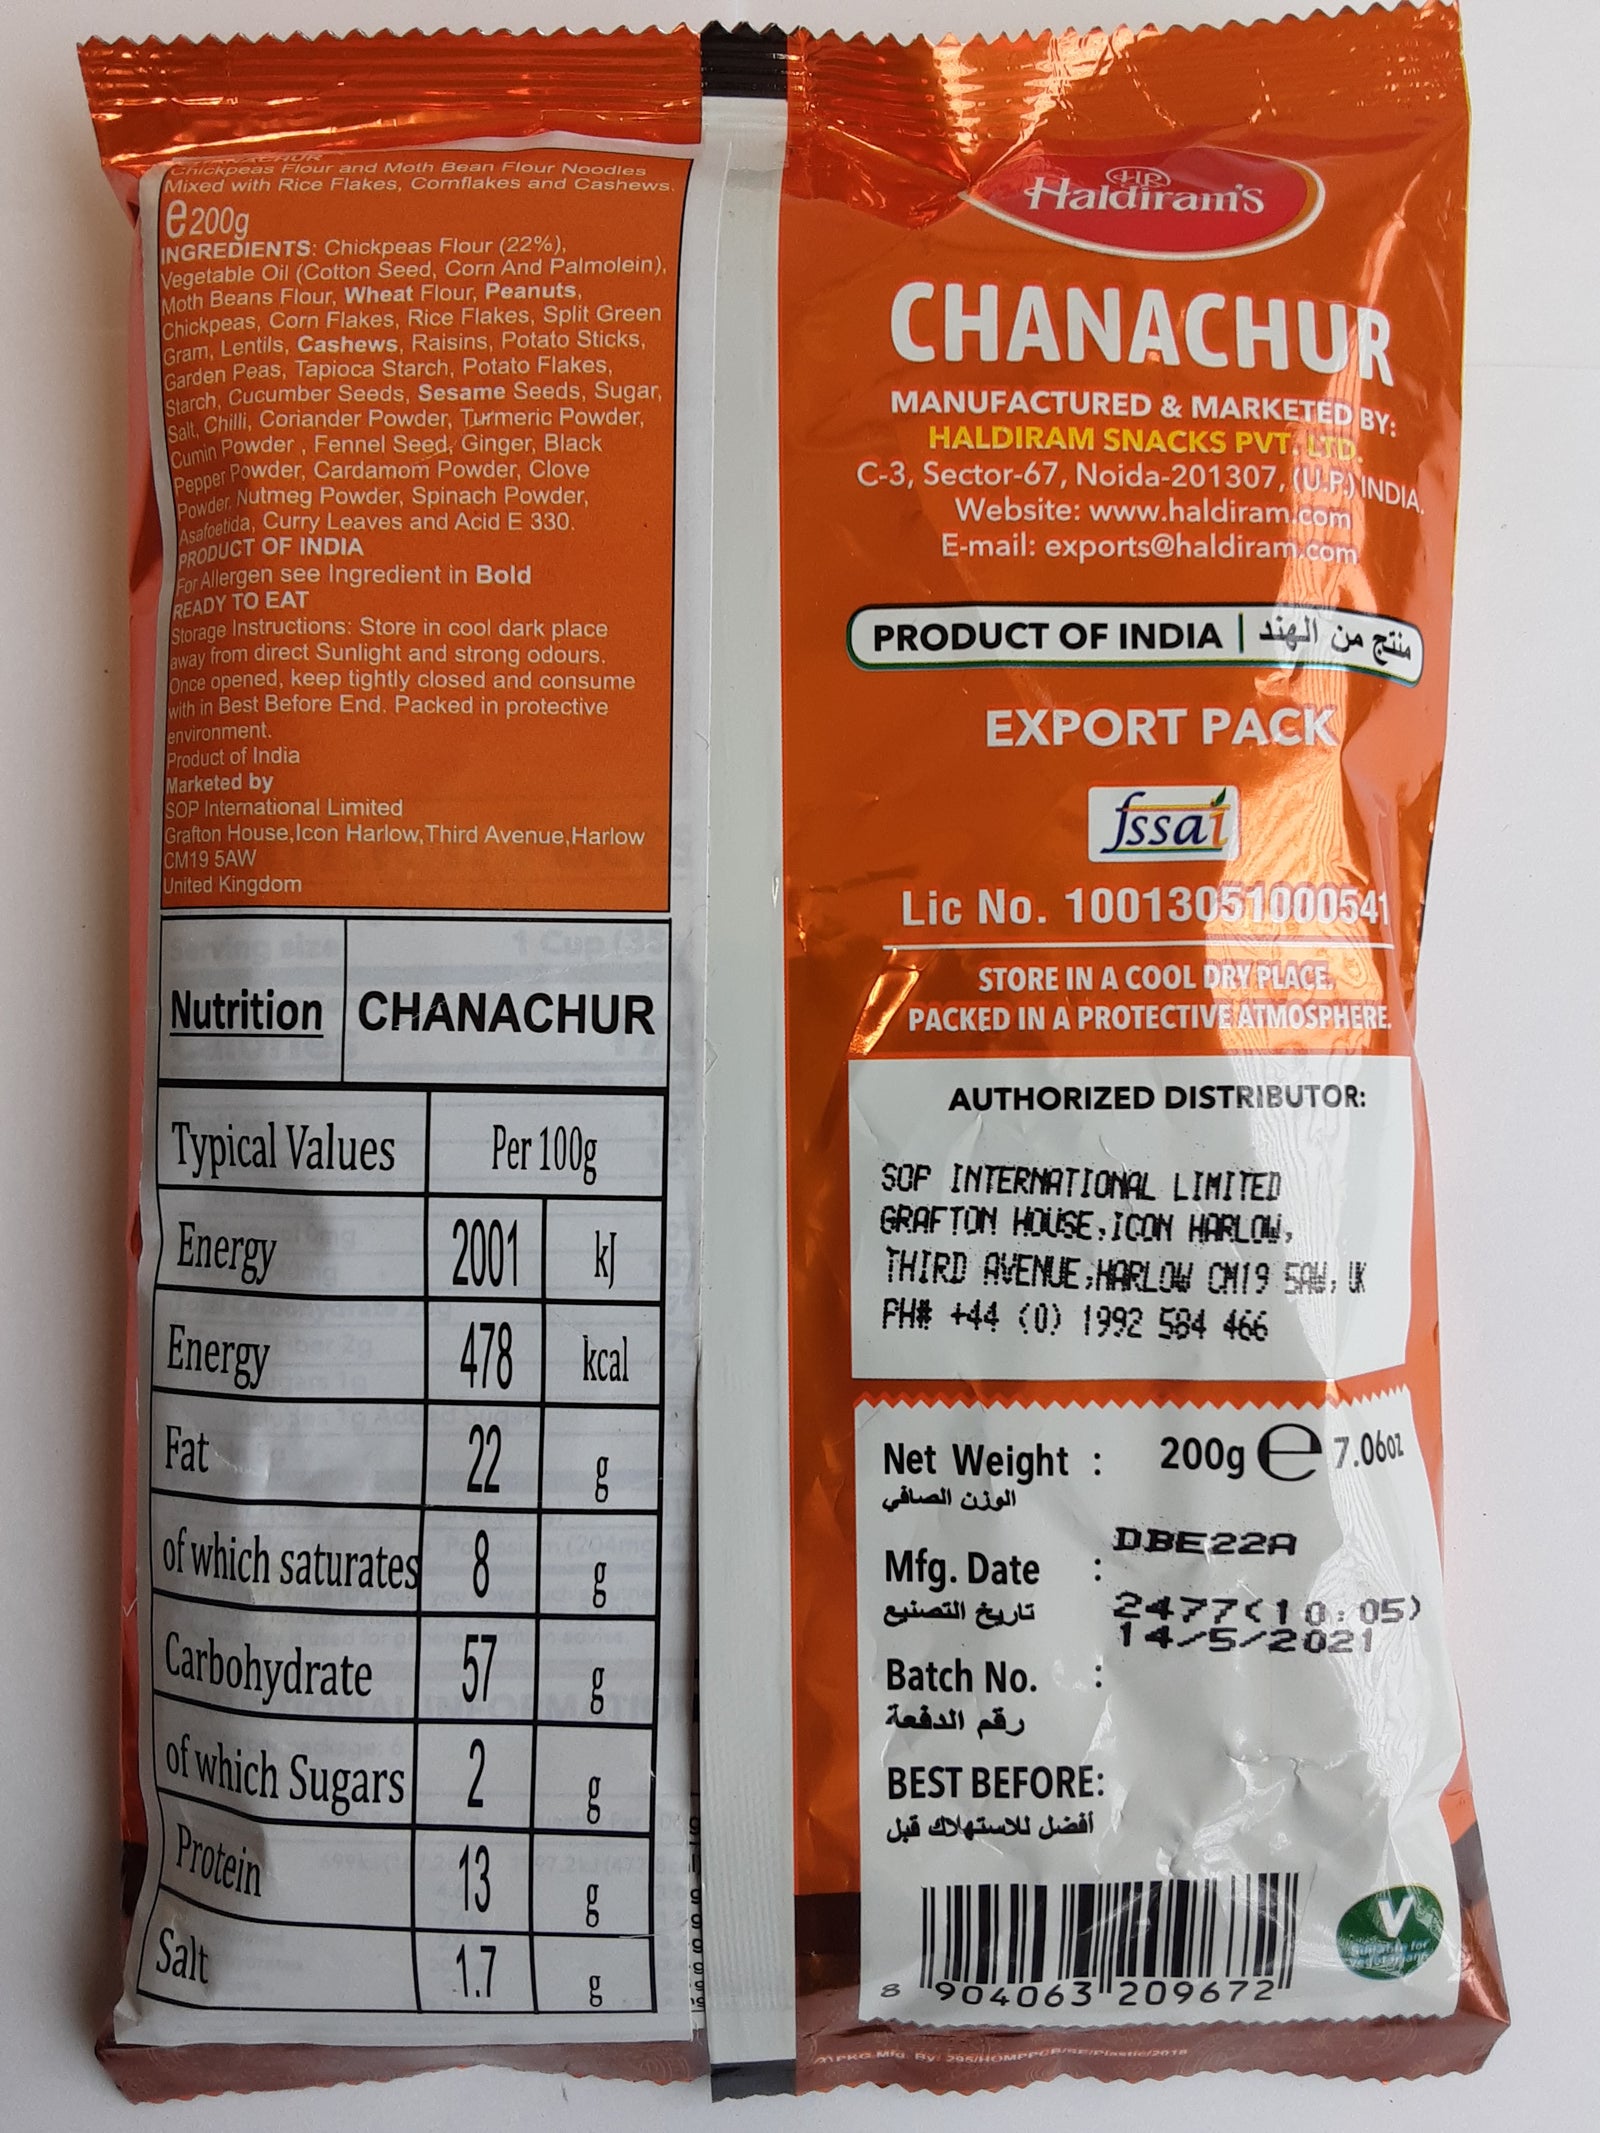 CHANACHUR
Chickpeas Flour and Moth Bean Flour Noodles
Mixed with Rice Flakes, Cornflakes and Cashews.
e 200g
INGREDIENTS: Chickpeas Flour (22%),
Vegetable Oil (Cotton Seed, Corn And Palmolein),
Moth Beans Flour, Wheat Flour, Peanuts,
Chickpeas, Corn Flakes, Rice Flakes, Split Green
Gram, Lentils, Cashews, Raisins, Potato Sticks,
Garden Peas, Tapioca Starch, Potato Flakes,
Starch, Cucumber Seeds, Sesame Seeds, Sugar,
Salt, Chilli, Coriander Powder, Turmeric Powder,
Cumin Powder , Fennel Seed, Ginger, Black
Pepper Powder, Cardamom Powder, Clove
Powder, Nutmeg Powder, Spinach Powder,
Asafoetida, Curry Leaves and Acid E 330.
PRODUCT OF INDIA
For Allergen see Ingredient in Bold
READY TO EAT
Storage Instructions: Store in cool dark place
away from direct Sunlight and strong odours.
Once opened, keep tightly closed and consume
with in Best Before End. Packed in protective
environment.
Product of India
Marketed by
SOP International Limited
Grafton House,Icon Harlow,Third Avenue,Harlow
CM19 5AW
United Kingdom
Nutrition CHANACHUR
Typical Values Per 100g
Energy 2001 kJ
Energy 478 kcal
Fat 22 g
of which saturates 8 g
Carbohydrate 57 g
of which Sugars 2 g
Protein 13 g
Salt 1.7 g
HR
Haldiram's
CHANACHUR
MANUFACTURED & MARKETED BY:
HALDIRAM SNACKS PVT. LTD.
C-3, Sector-67, Noida-201307, (U.P.) INDIA.
Website: www.haldiram.com
E-mail: exports@haldiram.com
PRODUCT OF INDIA | منتج من الهند
EXPORT PACK
fssai
Lic No. 10013051000541
STORE IN A COOL DRY PLACE.
PACKED IN A PROTECTIVE ATMOSPHERE.
AUTHORIZED DISTRIBUTOR:
SOP INTERNATIONAL LIMITED
GRAFTON HOUSE,ICON HARLOW,
THIRD AVENUE,HARLOW CM19 5AW, UK
PH# +44 (0) 1992 584 466
Net Weight : 200g e 7.06oz
الوزن الصافي
DBE22A
Mfg. Date :
تاريخ التصنيع
2477(10:05)
14/5/2021
Batch No. :
رقم الدفعة
BEST BEFORE:
أفضل للاستهلاك قبل
8 904063 209672
V
Suitable for
vegetarians
PKG Mfg. By: